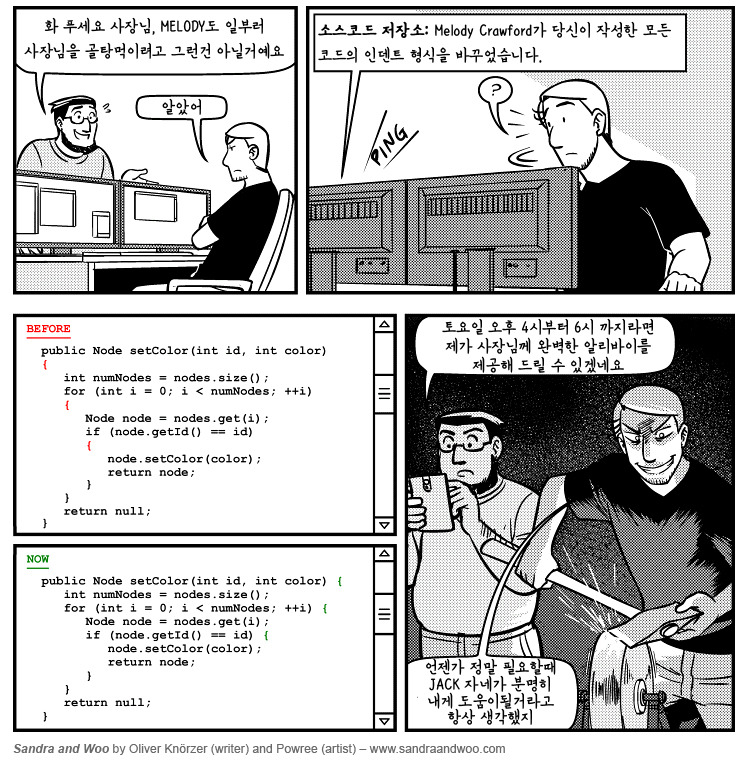 화 푸세요 사장님, MELODY도 일부러
사장님을 골탕먹이려고 그런건 아닐거예요
알았어
소스코드 저장소: Melody Crawford가 당신이 작성한 모든
코드의 인덴트 형식을 바꾸었습니다.
?
PING
BEFORE
public Node setColor(int id, int color)
{
int numNodes = nodes.size();
for (int i = 0; i < numNodes; ++i)
{
Node node = nodes.get(i);
if (node.getId() == id)
{
node.setColor(color);
return node;
}
}
return null;
}
NOW
public Node setColor(int id, int color) {
int numNodes = nodes.size();
for (int i = 0; i < numNodes; ++i) {
Node node = nodes.get(i);
if (node.getId() == id) {
node.setColor(color);
return node;
}
}
return null;
}
토요일 오후 4시부터 6시 까지라면
제가 사장님께 완벽한 알리바이를
제공해 드릴 수 있겠네요
언젠가 정말 필요할때
JACK 자네가 분명히
내게 도움이될거라고
항상 생각했지
Sandra and Woo by Oliver Knörzer (writer) and Powree (artist) – www.sandraandwoo.com